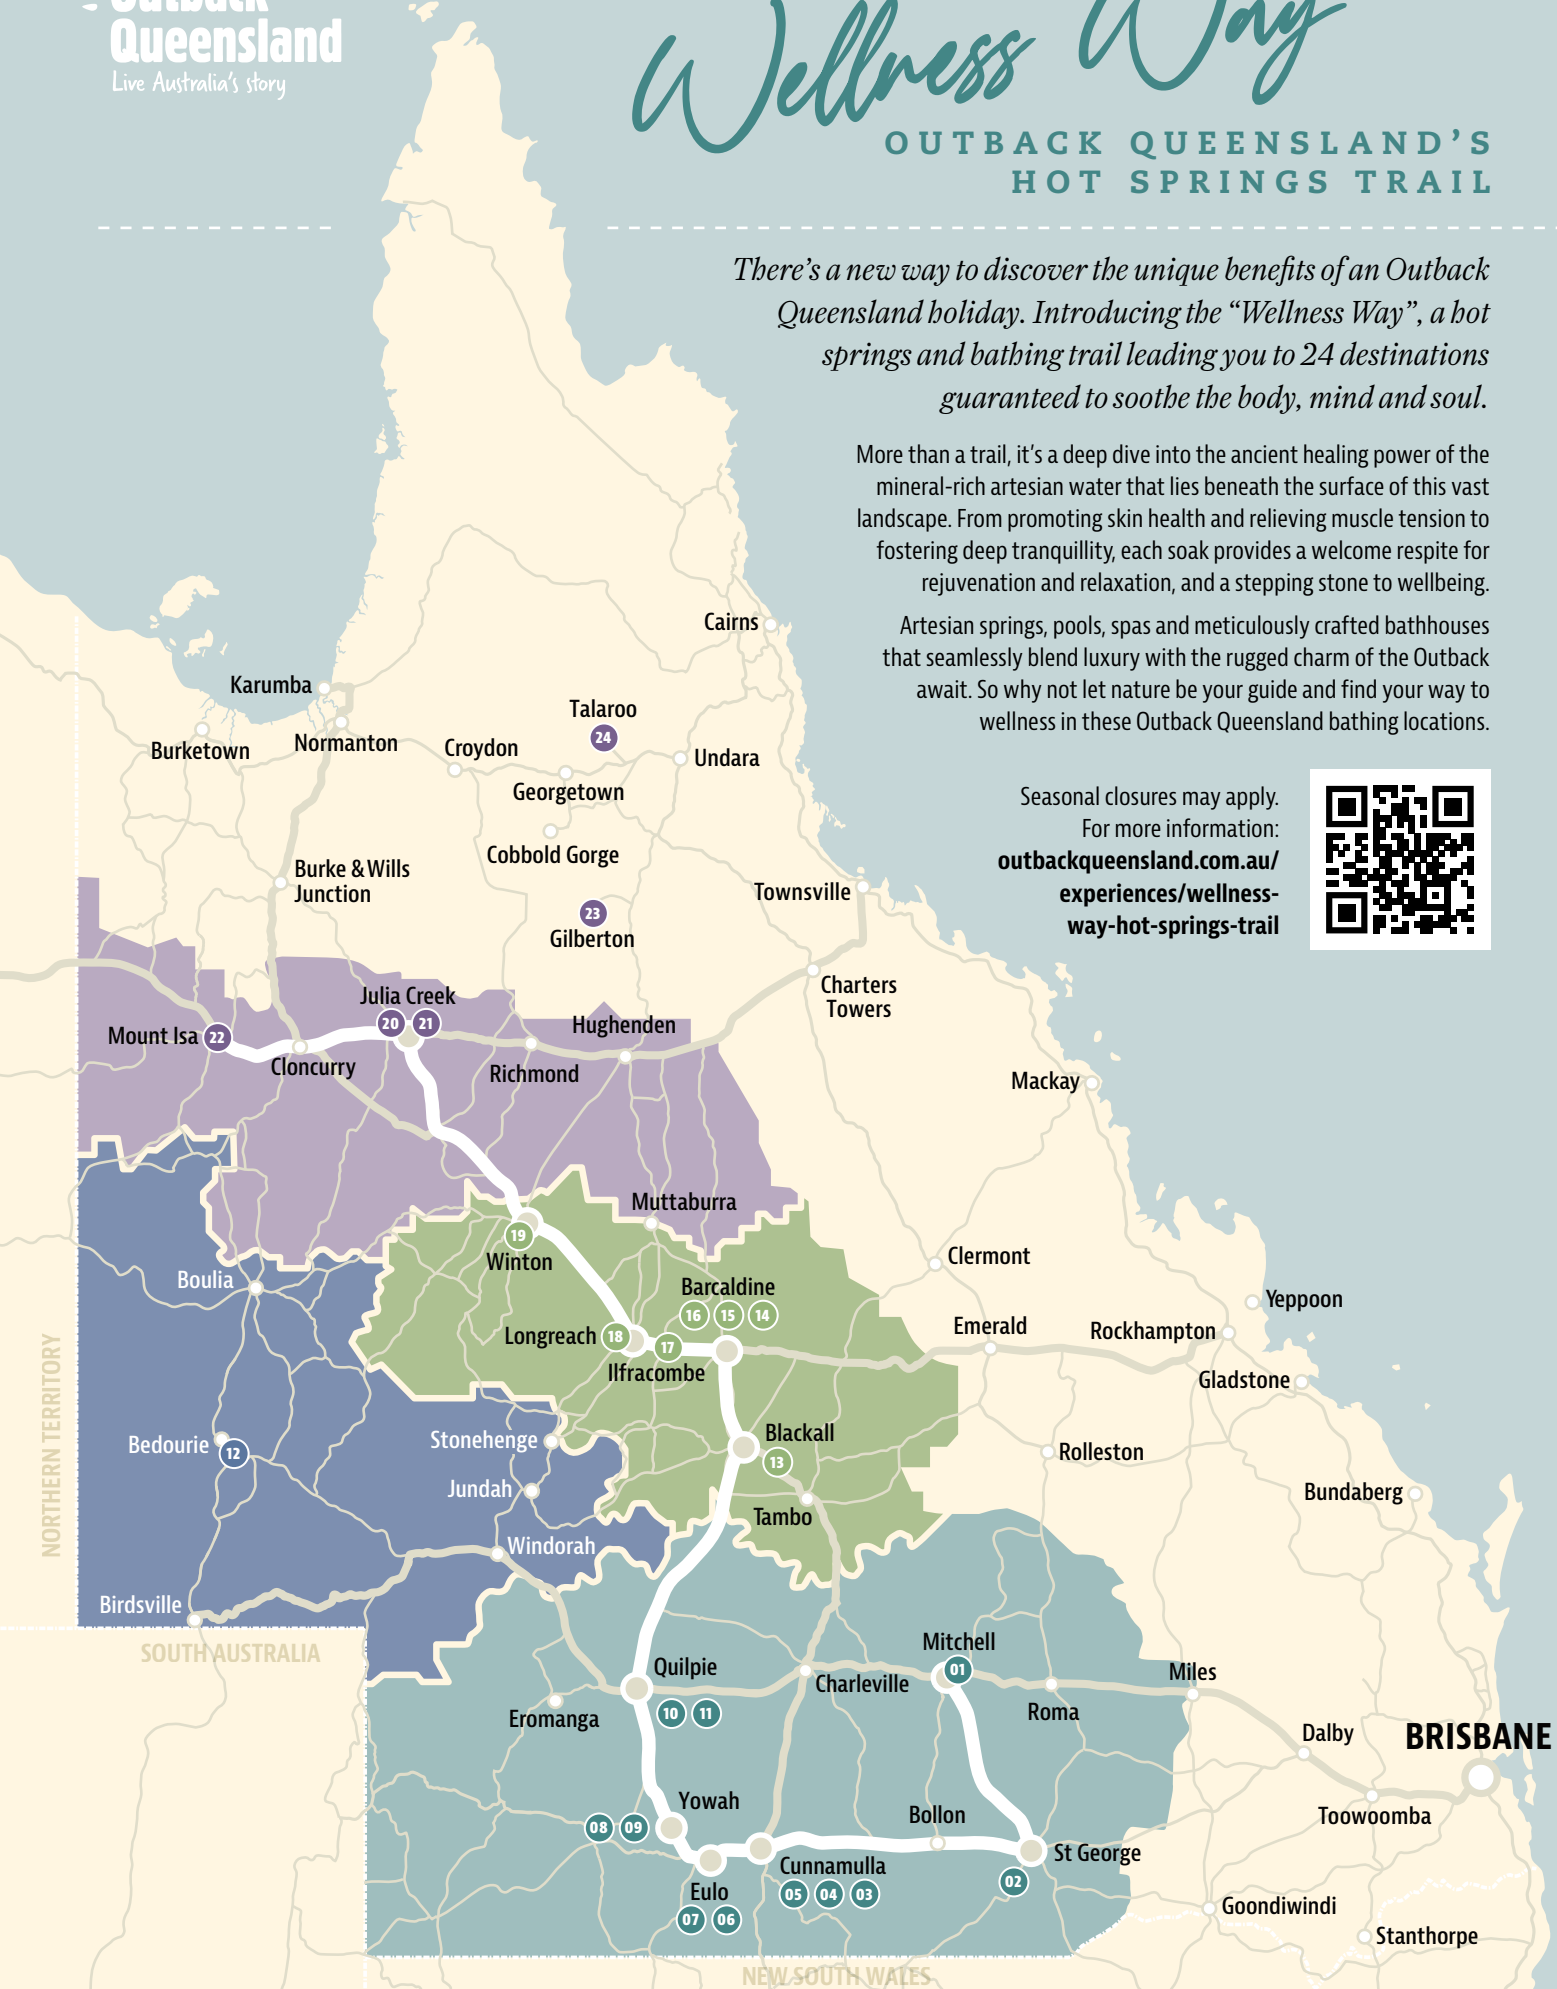 Outback
Queensland
Live Australia's story
Wellness Way
OUTBACK QUEENSLAND'S
HOT SPRINGS TRAIL
There's a new way to discover the unique benefits of an Outback
Queensland holiday. Introducing the “Wellness Way”, a hot
springs and bathing trail leading you to 24 destinations
guaranteed to soothe the body, mind and soul.
More than a trail, it's a deep dive into the ancient healing power of the
mineral-rich artesian water that lies beneath the surface of this vast
landscape. From promoting skin health and relieving muscle tension to
fostering deep tranquillity, each soak provides a welcome respite for
rejuvenation and relaxation, and a stepping stone to wellbeing.
Artesian springs, pools, spas and meticulously crafted bathhouses
that seamlessly blend luxury with the rugged charm of the Outback
await. So why not let nature be your guide and find your way to
wellness in these Outback Queensland bathing locations.
Seasonal closures may apply.
For more information:
outbackqueensland.com.au/
experiences/wellness-
way-hot-springs-trail
Cairns
Karumba
Talaroo
24
Burketown
Normanton
Croydon
Undara
Georgetown
Cobbold Gorge
Burke & Wills
Junction
Townsville
23
Gilberton
Charters
Towers
Julia Creek
20 21
Hughenden
Mount Isa 22
Cloncurry
Richmond
Mackay
Muttaburra
19
Winton
Clermont
Boulia
Barcaldine
16 15 14
Yeppoon
Longreach 18
17
Ilfracombe
Emerald
Rockhampton
Gladstone
NORTHERN TERRITORY
Bedourie 12
Stonehenge
Blackall
13
Rolleston
Jundah
Bundaberg
Tambo
Windorah
Birdsville
SOUTH AUSTRALIA
Mitchell
01
Quilpie
10 11
Charleville
Miles
Eromanga
Roma
Dalby
BRISBANE
Yowah
08 09
Bollon
Toowoomba
St George
02
Cunnamulla
05 04 03
Eulo
07 06
Goondiwindi
Stanthorpe
NEW SOUTH WALES